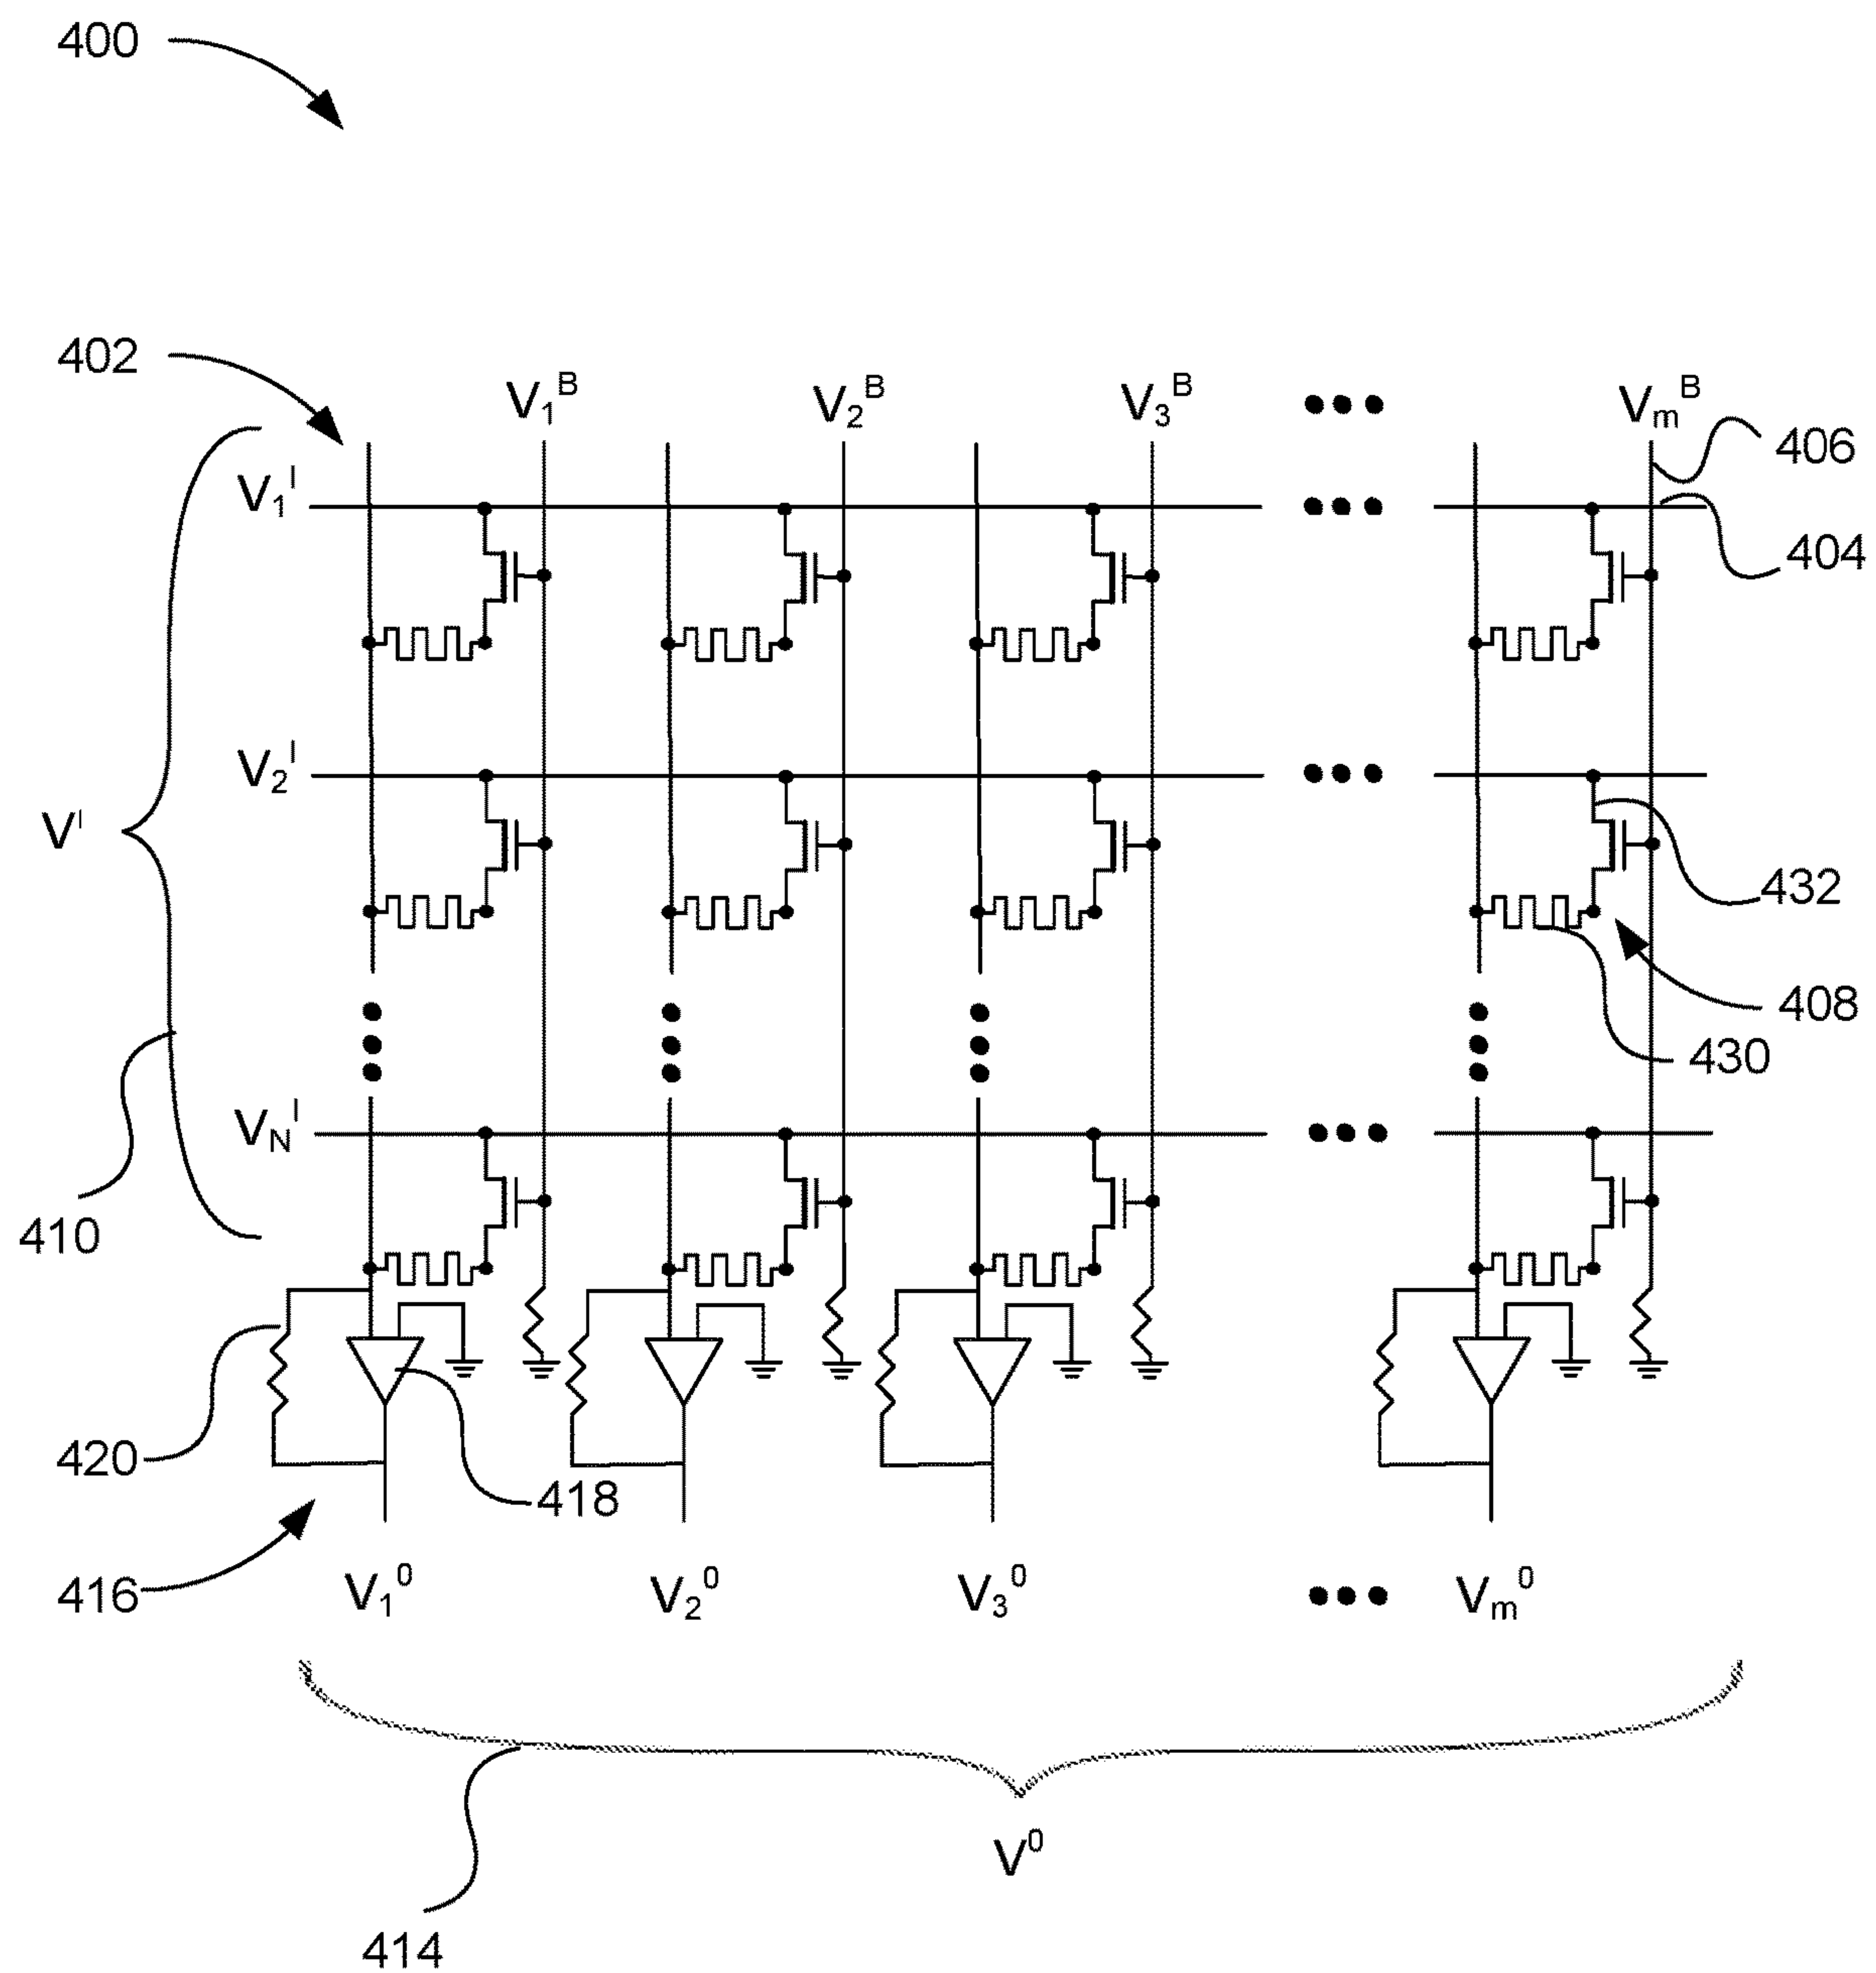 400
402
V₁ᴮ V₂ᴮ V₃ᴮ ••• Vₘᴮ
406
V₁ᴵ •••
404
V₂ᴵ •••
Vᴵ
432
408
430
V_Nᴵ •••
410
420
418
416
V₁⁰ V₂⁰ V₃⁰ ••• Vₘ⁰
V⁰
414